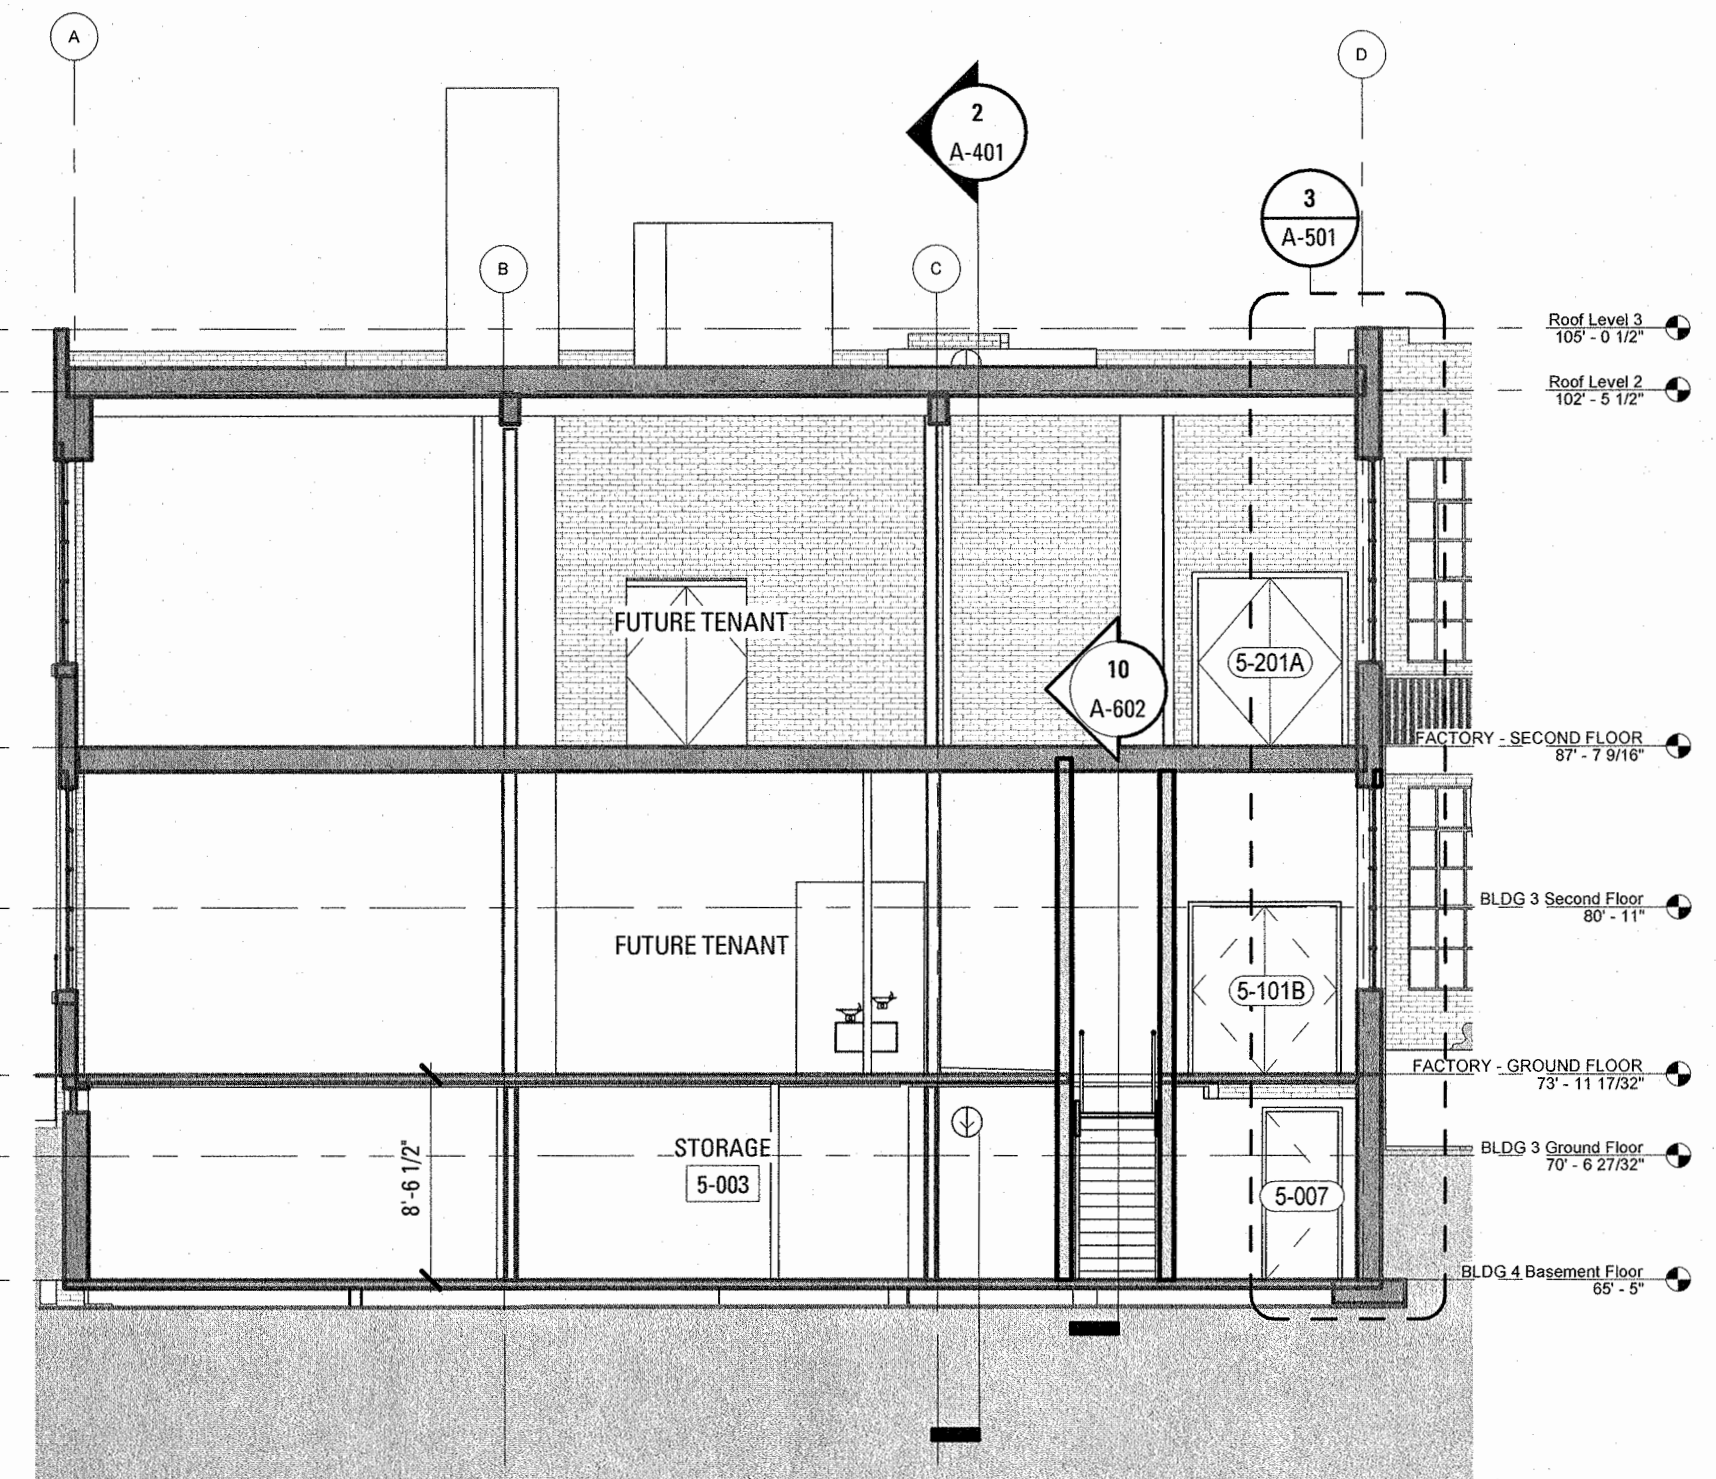 A
D
2
A-401
3
A-501
B
C
Roof Level 3
105' - 0 1/2"
Roof Level 2
102' - 5 1/2"
FUTURE TENANT
5-201A
10
A-602
FACTORY - SECOND FLOOR
87' - 7 9/16"
BLDG 3 Second Floor
80' - 11"
FUTURE TENANT
5-101B
FACTORY - GROUND FLOOR
73' - 11 17/32"
8'-6 1/2"
STORAGE
5-003
BLDG 3 Ground Floor
70' - 6 27/32"
5-007
BLDG 4 Basement Floor
65' - 5"